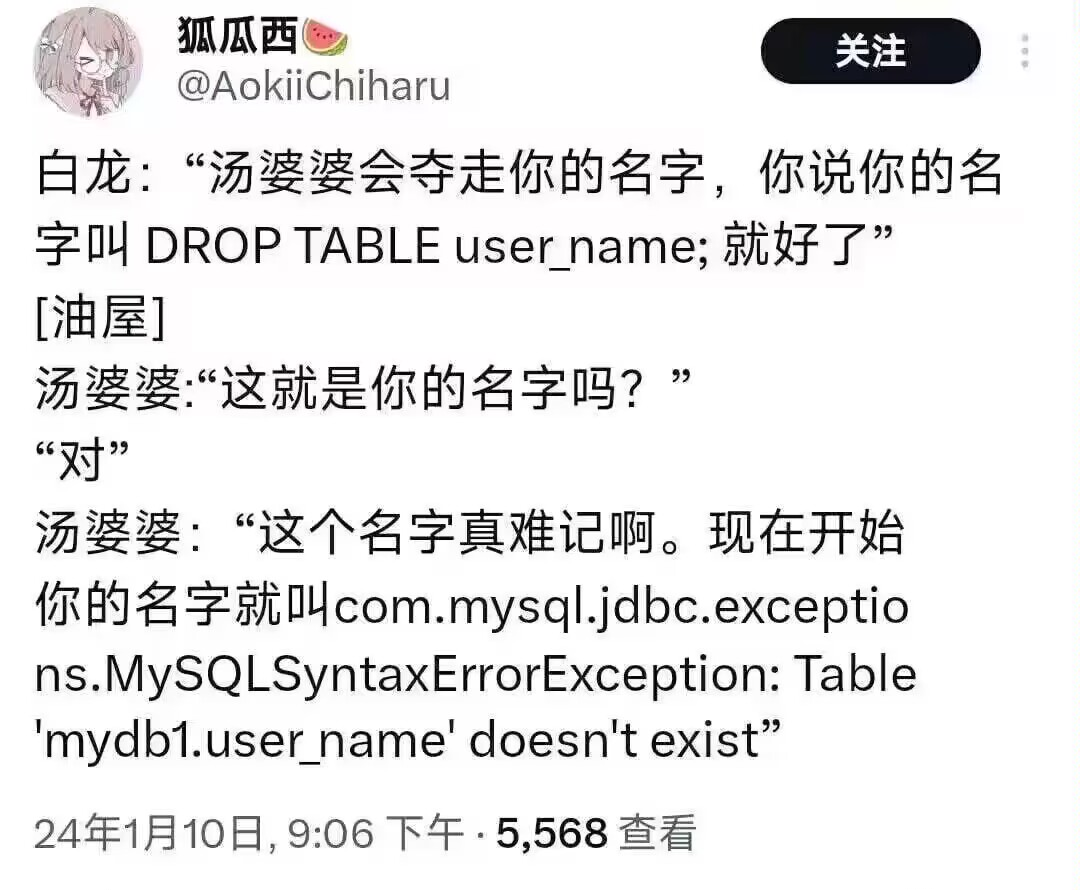 狐瓜西🍉
@AokiiChiharu
关注
白龙：“汤婆婆会夺走你的名字，你说你的名
字叫 DROP TABLE user_name; 就好了”
[油屋]
汤婆婆:“这就是你的名字吗？”
“对”
汤婆婆：“这个名字真难记啊。现在开始
你的名字就叫com.mysql.jdbc.exceptio
ns.MySQLSyntaxErrorException: Table
'mydb1.user_name' doesn't exist”
24年1月10日, 9:06 下午 · 5,568 查看